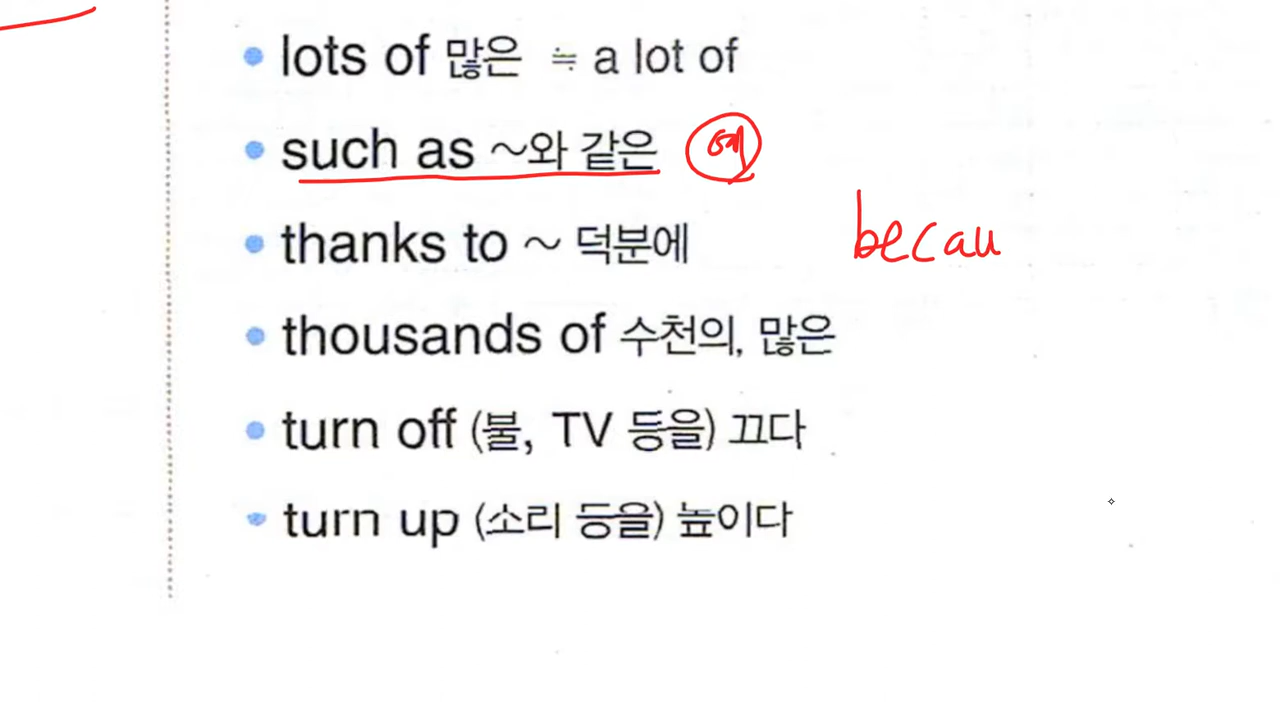 lots of 많은 ≒ a lot of
such as ~와 같은 예
thanks to ~ 덕분에 becau
thousands of 수천의, 많은
turn off (불, TV 등을) 끄다
turn up (소리 등을) 높이다